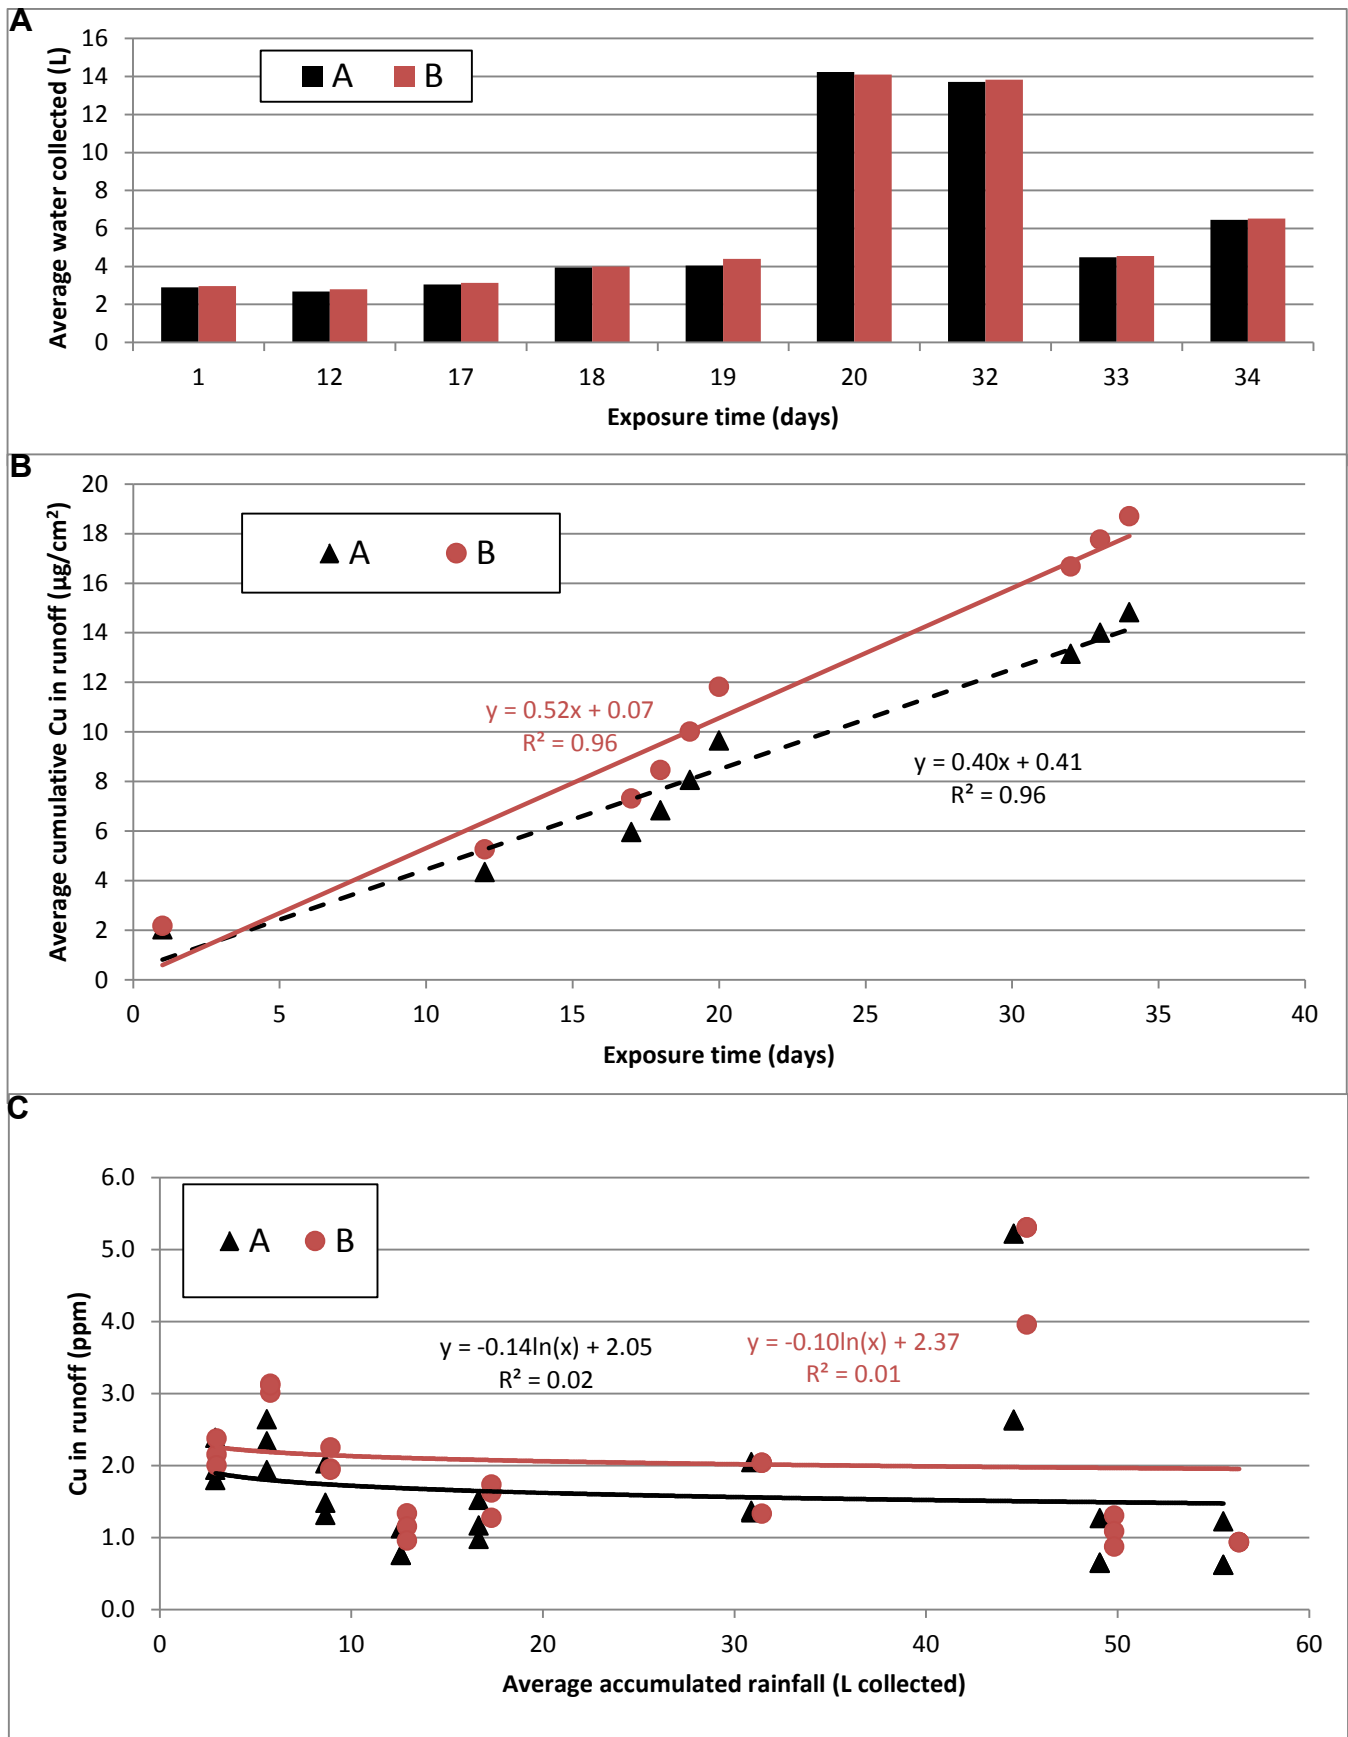 A
Average water collected (L)
16
14
12
10
8
6
4
2
0
A B
1 12 17 18 19 20 32 33 34
Exposure time (days)
B
Average cumulative Cu in runoff (µg/cm²)
20
18
16
14
12
10
8
6
4
2
0
A B
y = 0.52x + 0.07
R² = 0.96
y = 0.40x + 0.41
R² = 0.96
0 5 10 15 20 25 30 35 40
Exposure time (days)
C
Cu in runoff (ppm)
6.0
5.0
4.0
3.0
2.0
1.0
0.0
A B
y = -0.14ln(x) + 2.05
R² = 0.02
y = -0.10ln(x) + 2.37
R² = 0.01
0 10 20 30 40 50 60
Average accumulated rainfall (L collected)